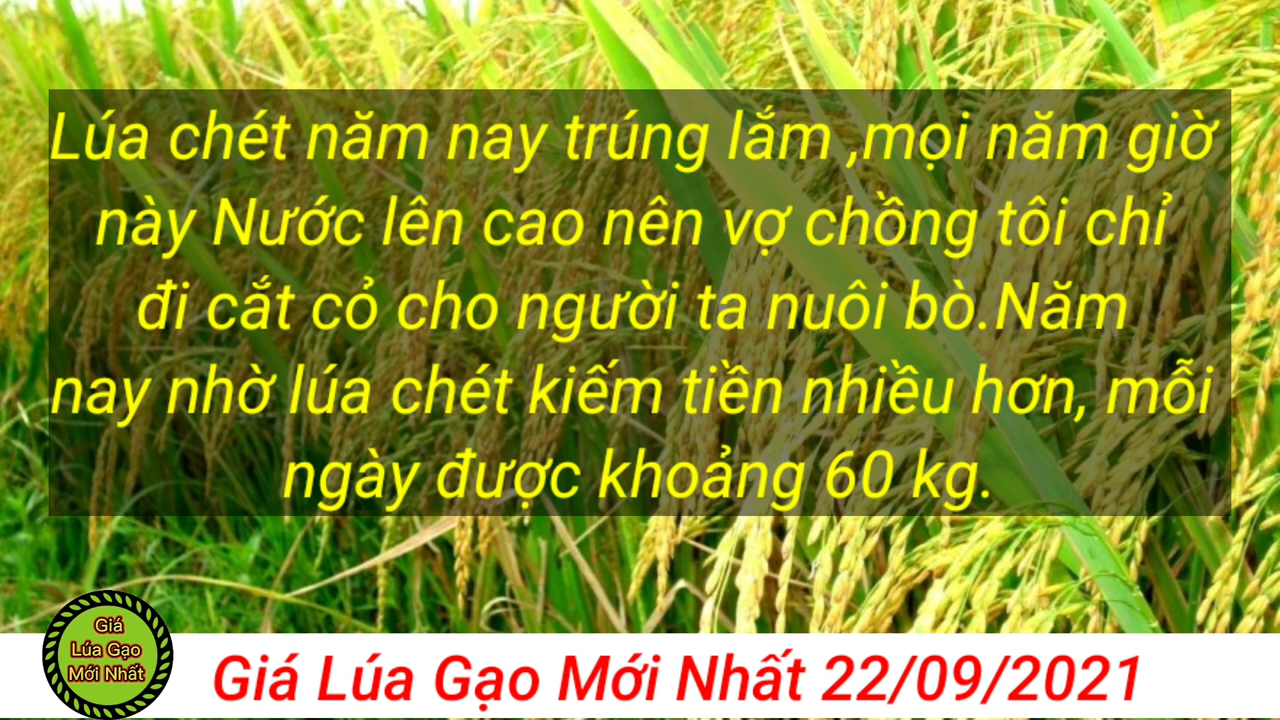 Lúa chét năm nay trúng lắm ,mọi năm giờ
này Nước lên cao nên vợ chồng tôi chỉ
đi cắt cỏ cho người ta nuôi bò.Năm
nay nhờ lúa chét kiếm tiền nhiều hơn, mỗi
ngày được khoảng 60 kg.
Giá
Lúa Gạo
Mới Nhất
Giá Lúa Gạo Mới Nhất 22/09/2021